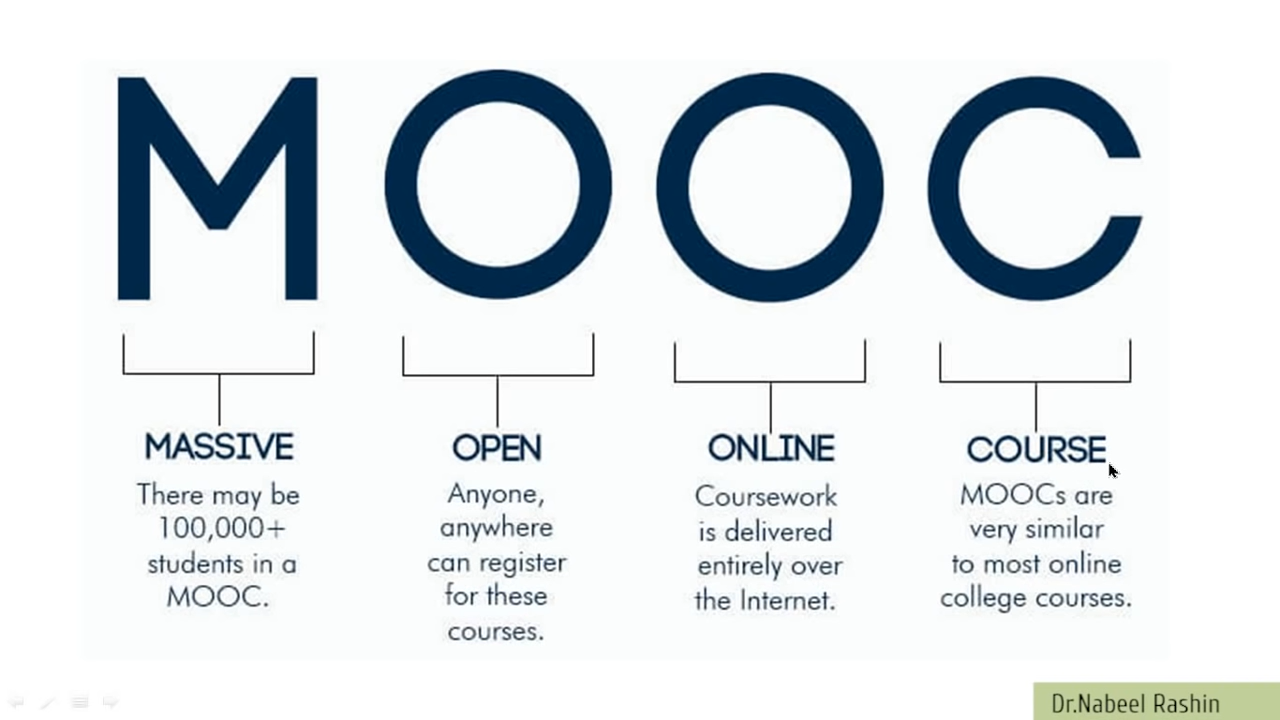 MOOC
MASSIVE
There may be
100,000+
students in a
MOOC.
OPEN
Anyone,
anywhere
can register
for these
courses.
ONLINE
Coursework
is delivered
entirely over
the Internet.
COURSE
MOOCs are
very similar
to most online
college courses.
Dr.Nabeel Rashin